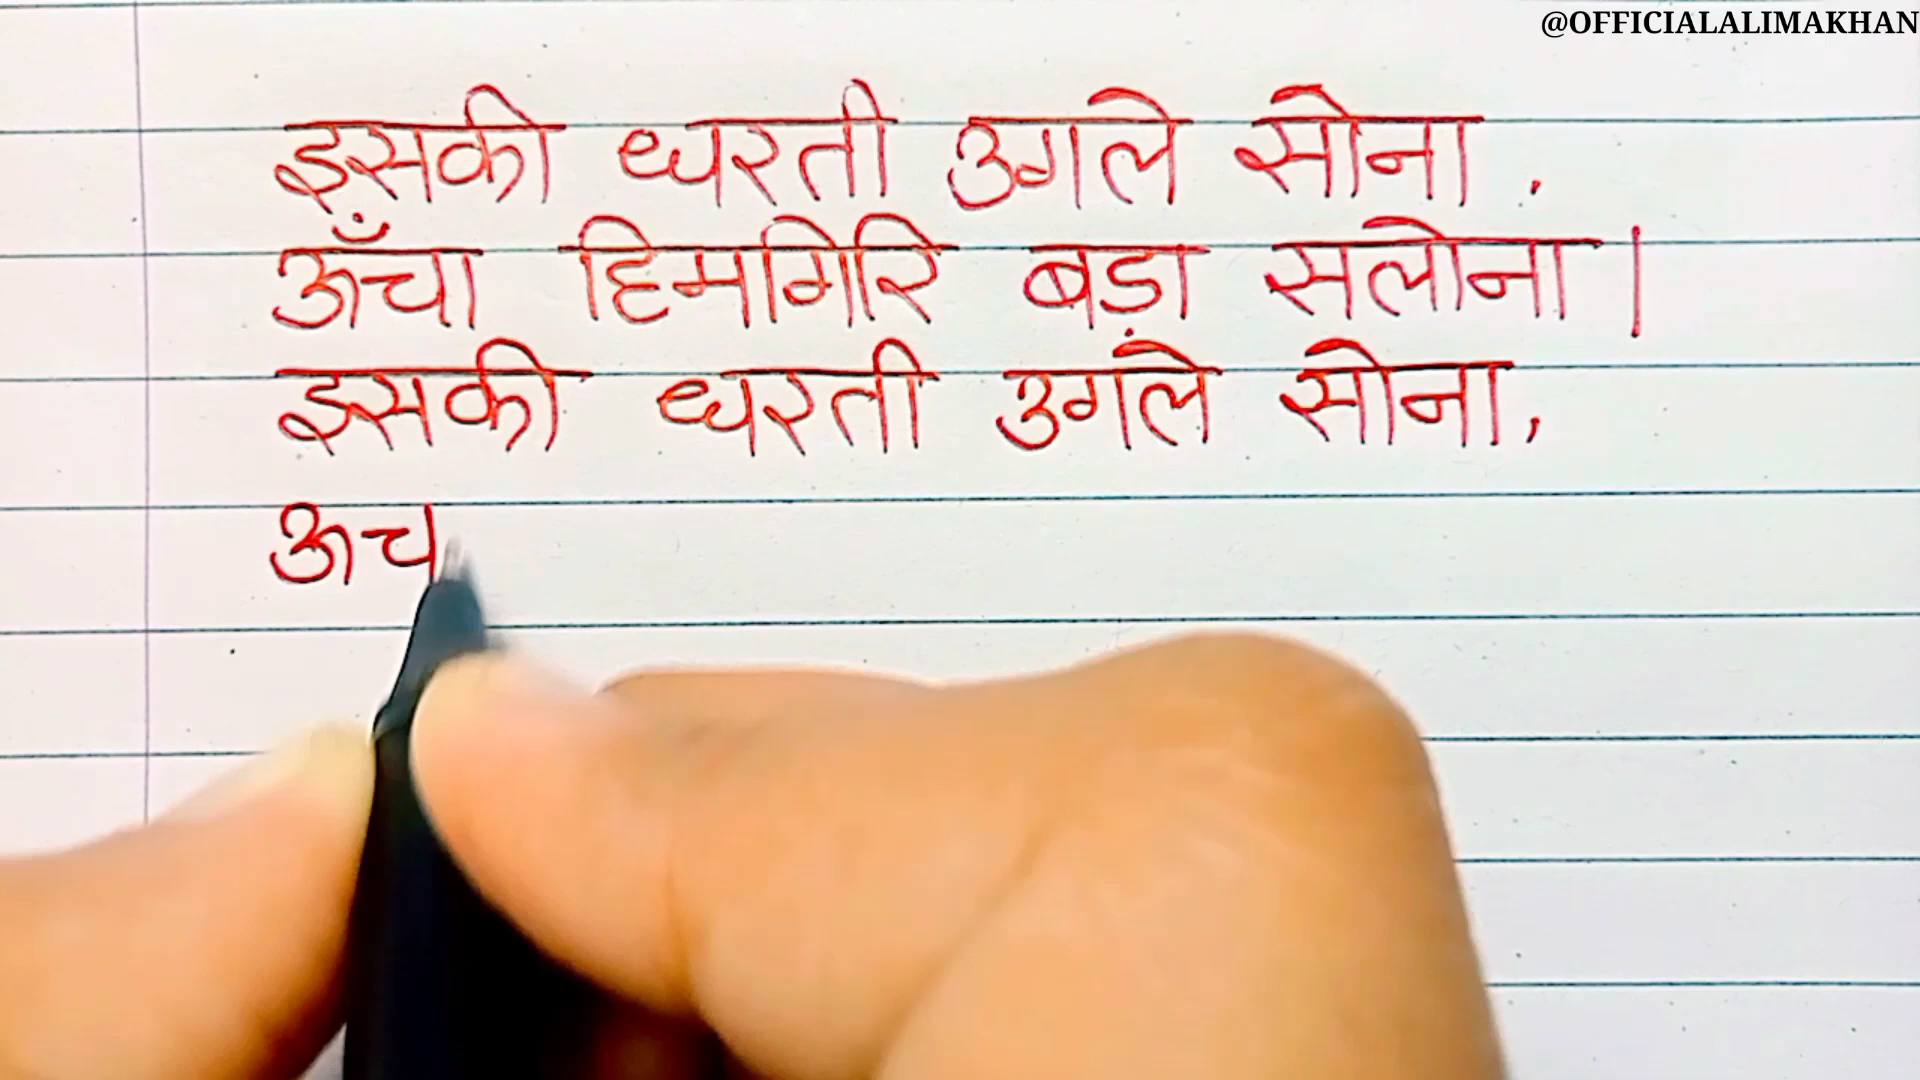 @OFFICIALALIMAKHAN
इसकी धरती उगले सोना,
ऊँचा हिमगिरि बड़ा सलोना।
इसकी धरती उगले सोना,
ऊच